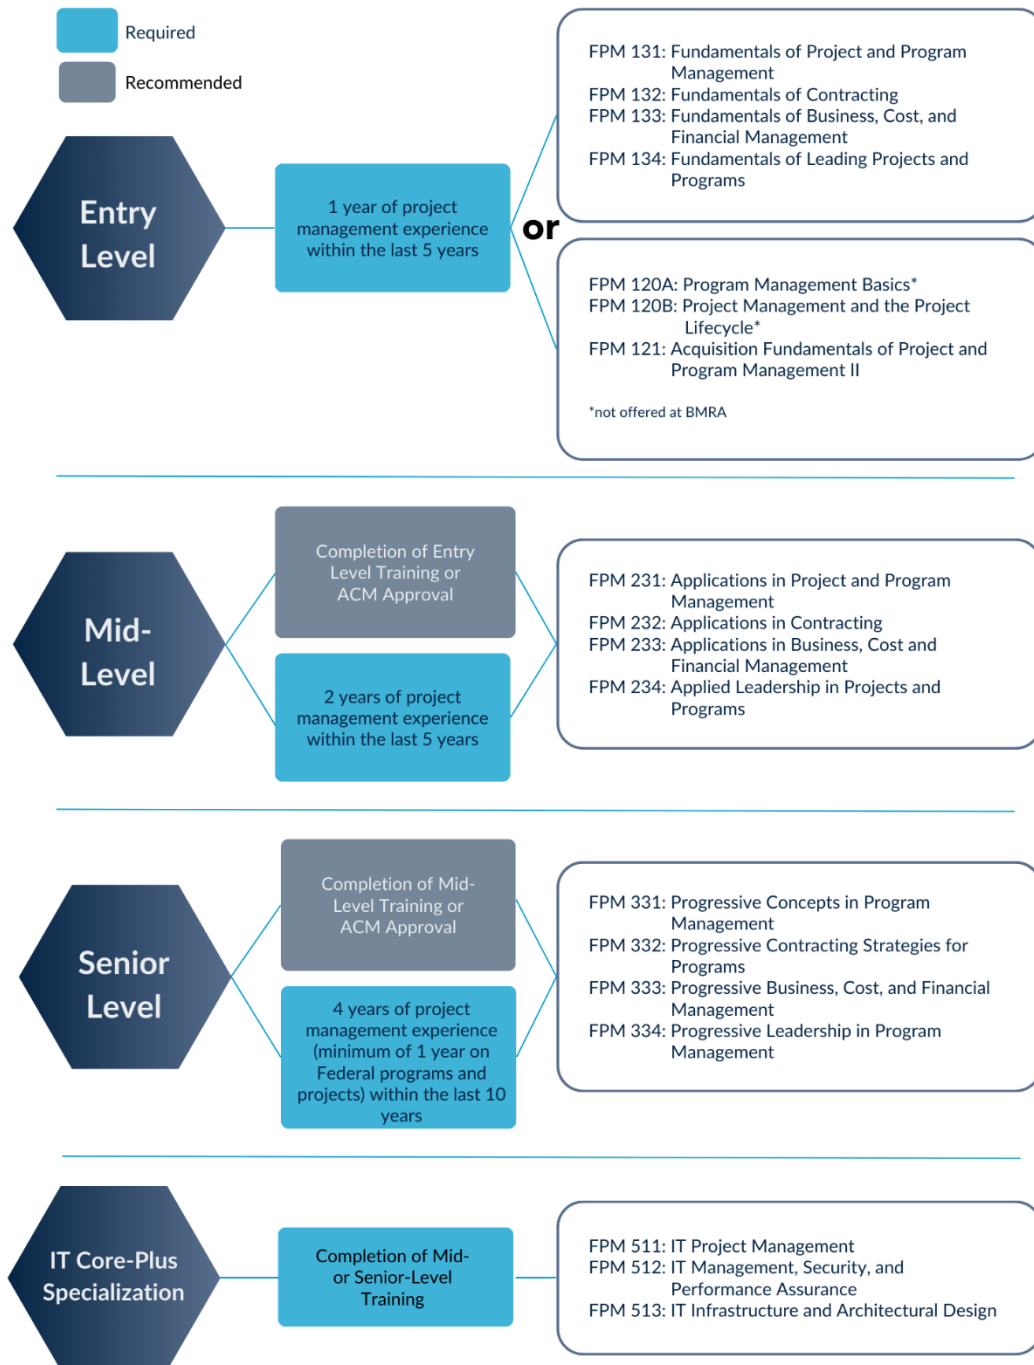 Required
Recommended
Entry
Level
1 year of project
management experience
within the last 5 years
or
FPM 131: Fundamentals of Project and Program
Management
FPM 132: Fundamentals of Contracting
FPM 133: Fundamentals of Business, Cost, and
Financial Management
FPM 134: Fundamentals of Leading Projects and
Programs
FPM 120A: Program Management Basics*
FPM 120B: Project Management and the Project
Lifecycle*
FPM 121: Acquisition Fundamentals of Project and
Program Management II
*not offered at BMRA
Mid-
Level
Completion of Entry
Level Training or
ACM Approval
2 years of project
management experience
within the last 5 years
FPM 231: Applications in Project and Program
Management
FPM 232: Applications in Contracting
FPM 233: Applications in Business, Cost and
Financial Management
FPM 234: Applied Leadership in Projects and
Programs
Senior
Level
Completion of Mid-
Level Training or
ACM Approval
4 years of project
management experience
(minimum of 1 year on
Federal programs and
projects) within the last 10
years
FPM 331: Progressive Concepts in Program
Management
FPM 332: Progressive Contracting Strategies for
Programs
FPM 333: Progressive Business, Cost, and Financial
Management
FPM 334: Progressive Leadership in Program
Management
IT Core-Plus
Specialization
Completion of Mid-
or Senior-Level
Training
FPM 511: IT Project Management
FPM 512: IT Management, Security, and
Performance Assurance
FPM 513: IT Infrastructure and Architectural Design